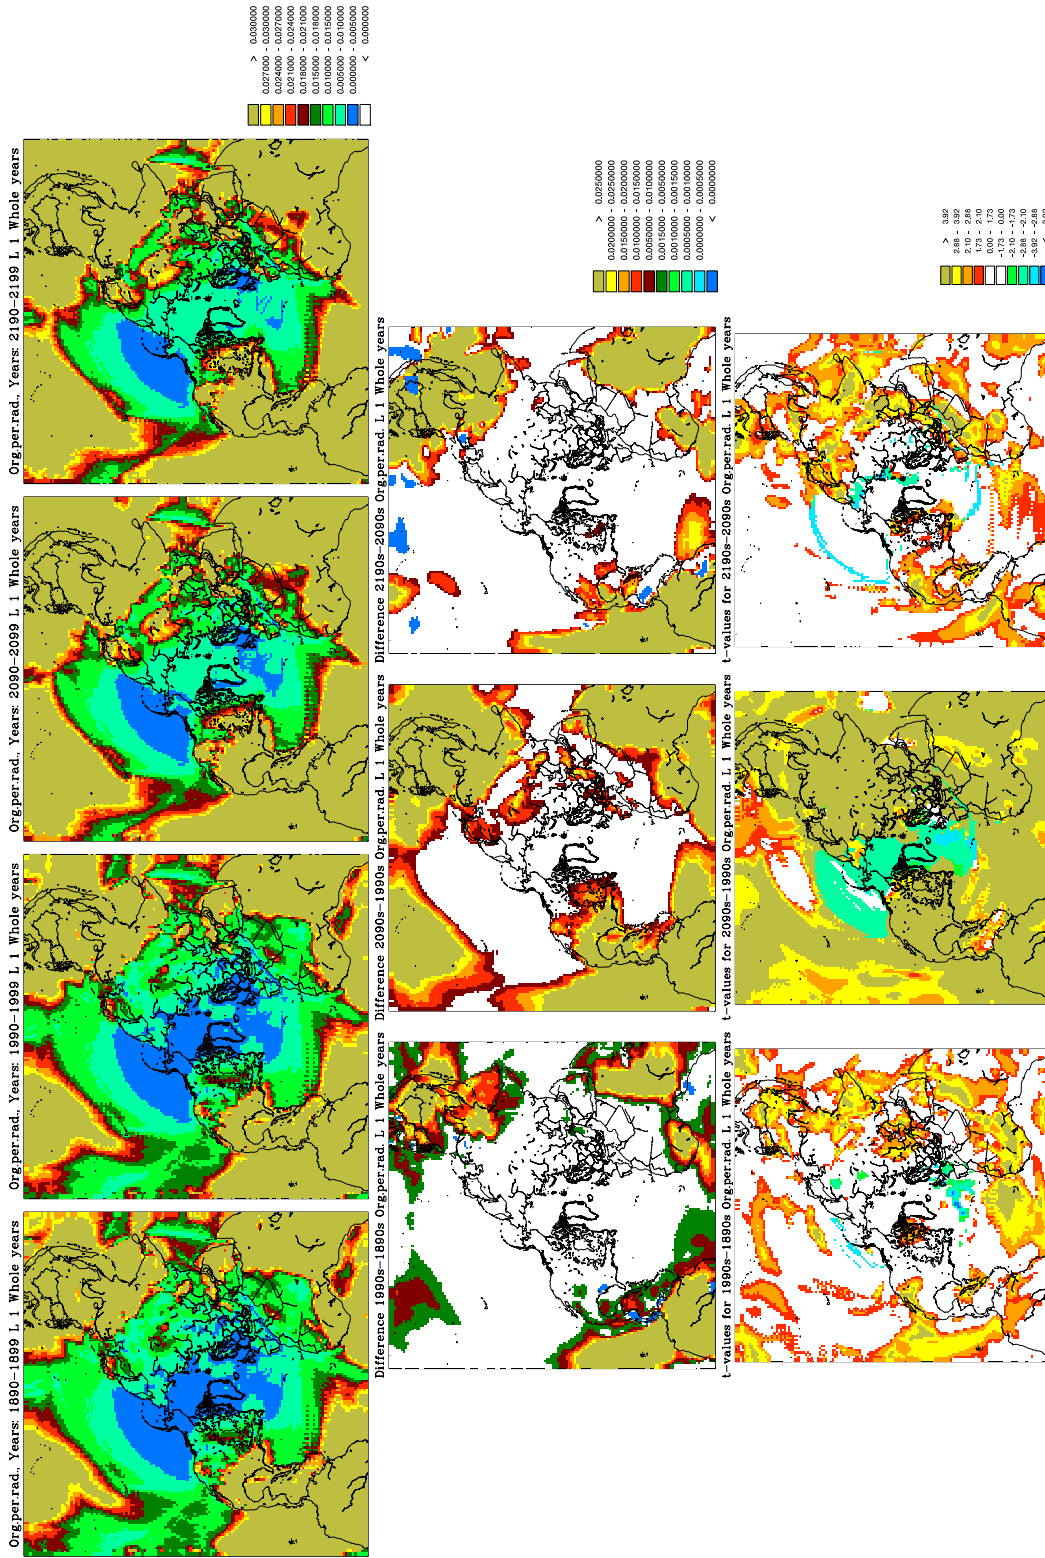 Org.per.rad., Years: 1890-1899 L 1 Whole years
Org.per.rad., Years: 1990-1999 L 1 Whole years
Org.per.rad., Years: 2090-2099 L 1 Whole years
Org.per.rad., Years: 2190-2199 L 1 Whole years
> 0.030000
0.027000 - 0.030000
0.024000 - 0.027000
0.021000 - 0.024000
0.018000 - 0.021000
0.015000 - 0.018000
0.010000 - 0.015000
0.005000 - 0.010000
0.000000 - 0.005000
< 0.000000
Difference 1990s-1890s Org.per.rad. L 1 Whole years
Difference 2090s-1990s Org.per.rad. L 1 Whole years
Difference 2190s-2090s Org.per.rad. L 1 Whole years
> 0.0250000
0.0200000 - 0.0250000
0.0150000 - 0.0200000
0.0100000 - 0.0150000
0.0050000 - 0.0100000
0.0015000 - 0.0050000
0.0010000 - 0.0015000
0.0005000 - 0.0010000
0.0000000 - 0.0005000
< 0.0000000
t-values for 1990s-1890s Org.per.rad. L 1 Whole years
t-values for 2090s-1990s Org.per.rad. L 1 Whole years
t-values for 2190s-2090s Org.per.rad. L 1 Whole years
> 3.92
2.88 - 3.92
2.10 - 2.88
1.73 - 2.10
0.00 - 1.73
-1.73 - 0.00
-2.10 - -1.73
-2.88 - -2.10
-3.92 - -2.88